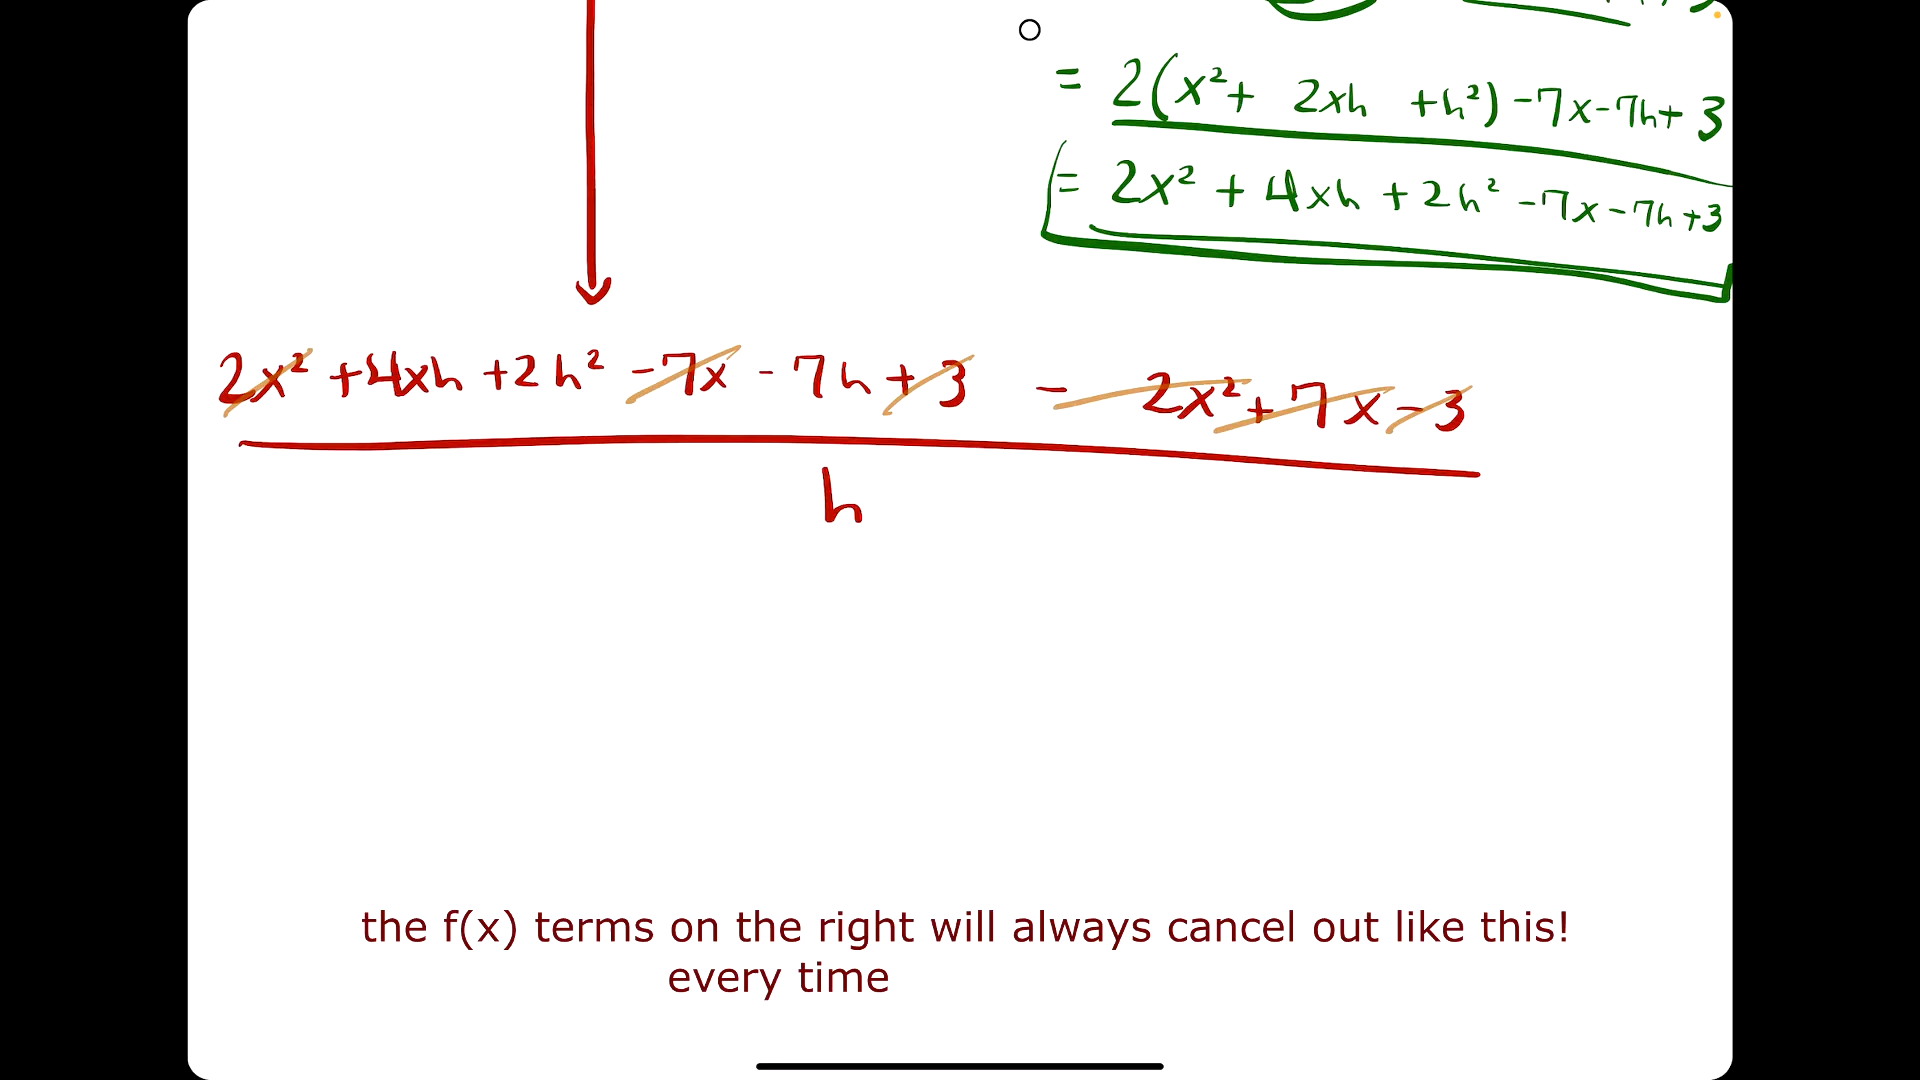 = 2(x²+ 2xh +h²) -7x-7h+ 3
= 2x² + 4xh + 2h² -7x-7h+3
2x² +4xh +2h² -7x - 7h + 3 - 2x²+7x-3
h
the f(x) terms on the right will always cancel out like this!
every time